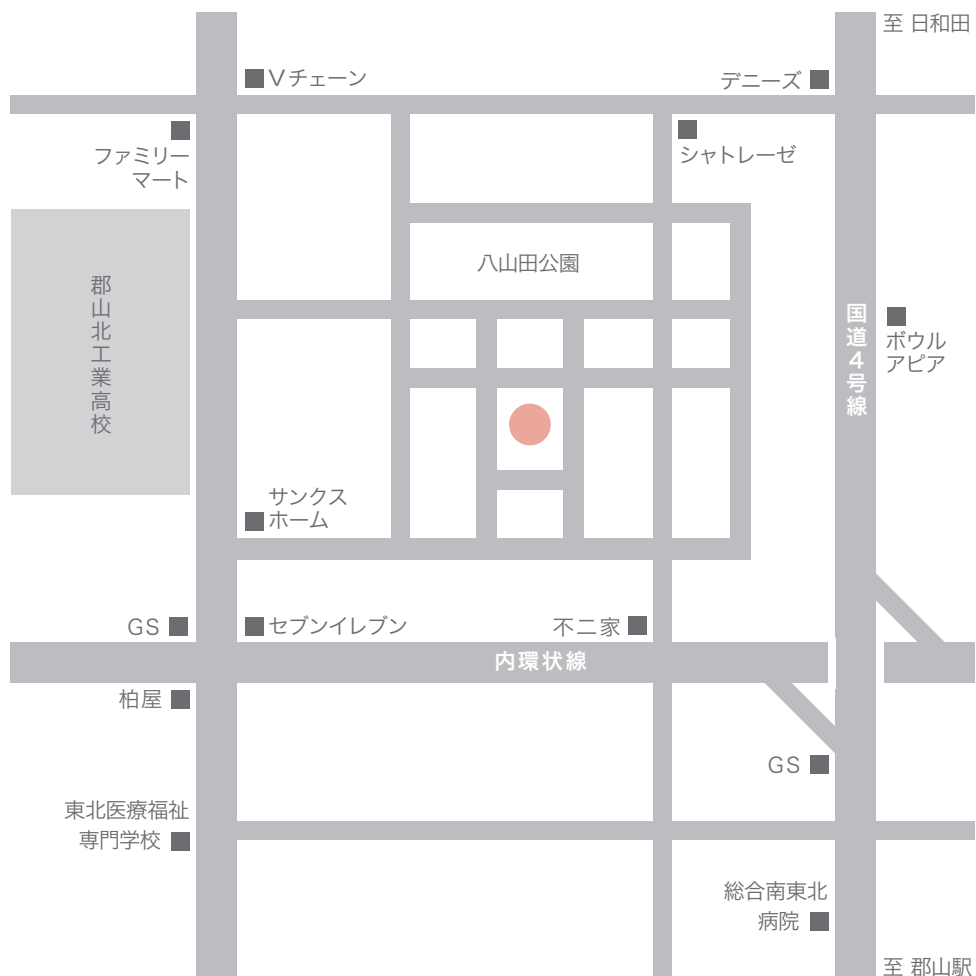 至 日和田
Vチェーン
デニーズ
ファミリー
マート
シャトレーゼ
八山田公園
郡山北工業高校
国道4号線
ボウル
アピア
サンクス
ホーム
GS
セブンイレブン
不二家
内環状線
柏屋
GS
東北医療福祉
専門学校
総合南東北
病院
至 郡山駅